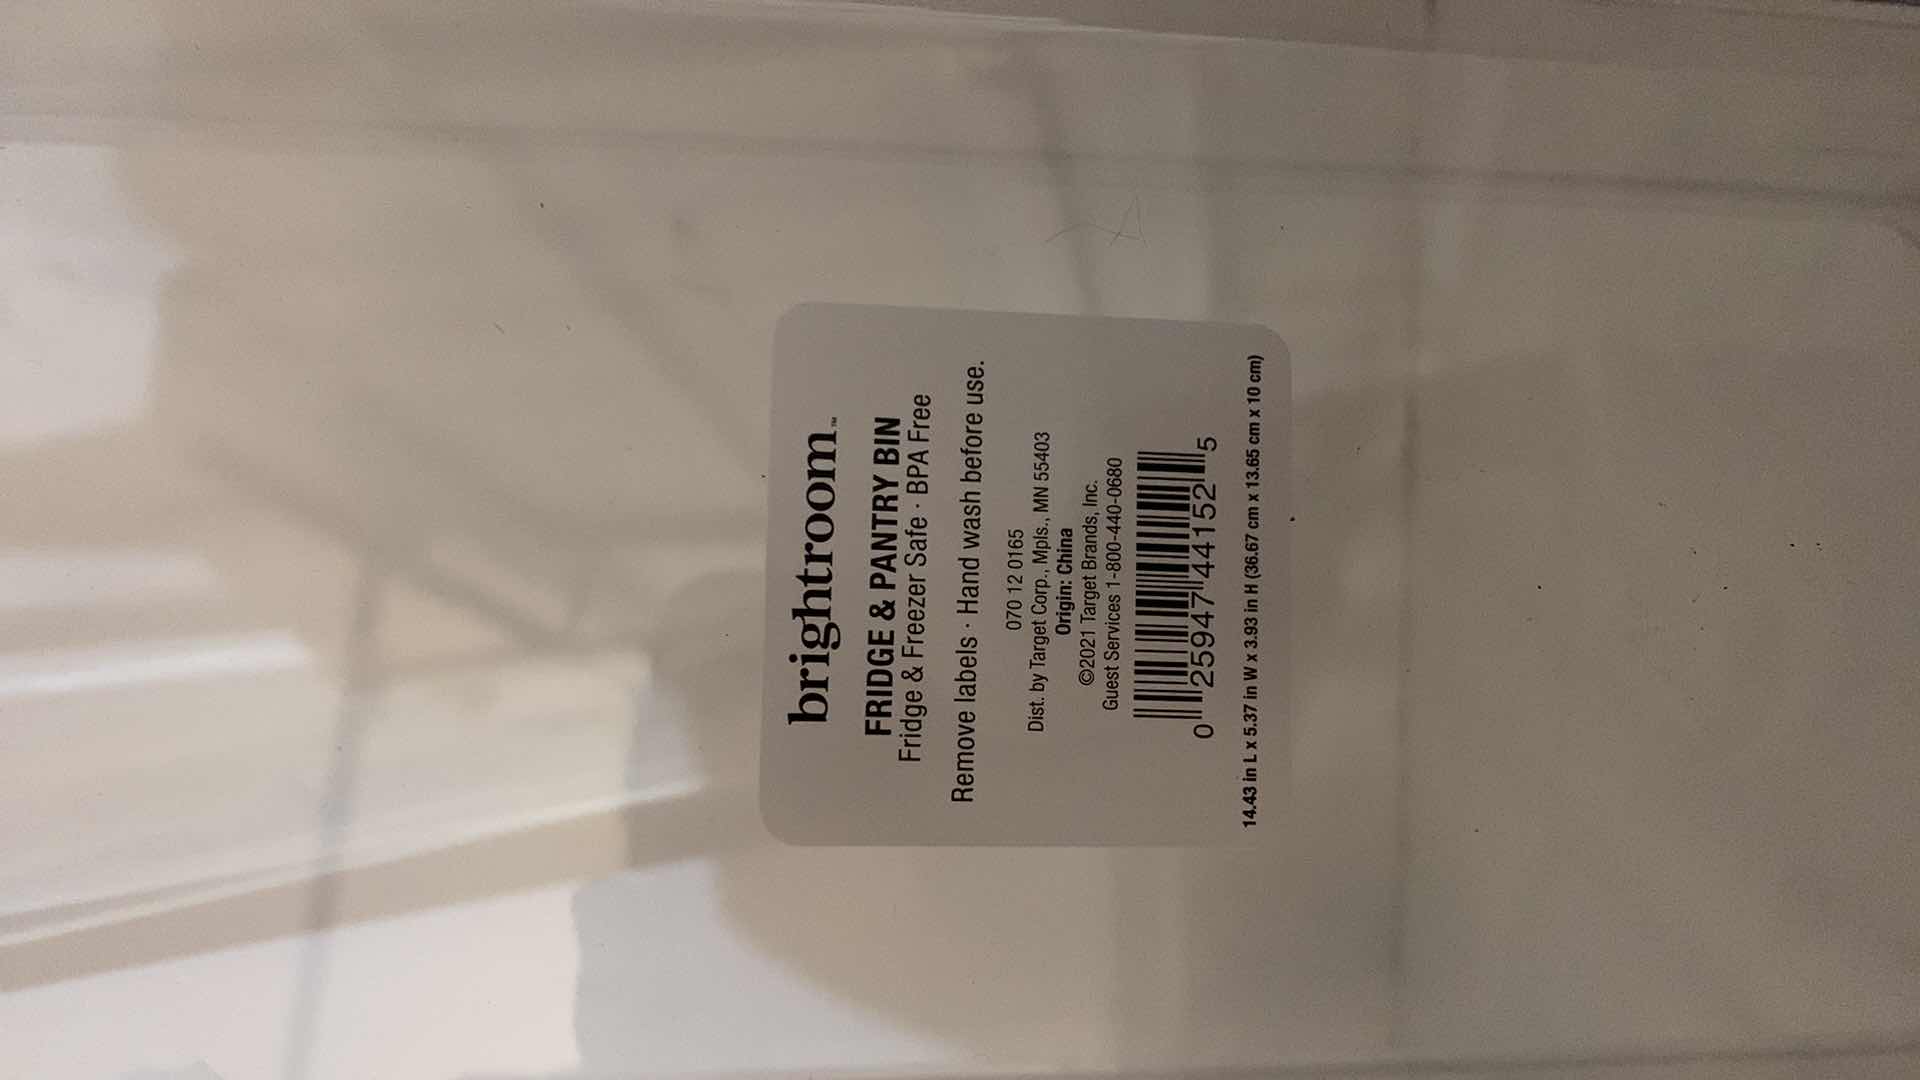 brightroom™
FRIDGE & PANTRY BIN
Fridge & Freezer Safe · BPA Free
Remove labels · Hand wash before use.
070 12 0165
Dist. by Target Corp., Mpls., MN 55403
Origin: China
©2021 Target Brands, Inc.
Guest Services 1-800-440-0680
0 25947 44152 5
14.43 in L x 5.37 in W x 3.93 in H (36.67 cm x 13.65 cm x 10 cm)